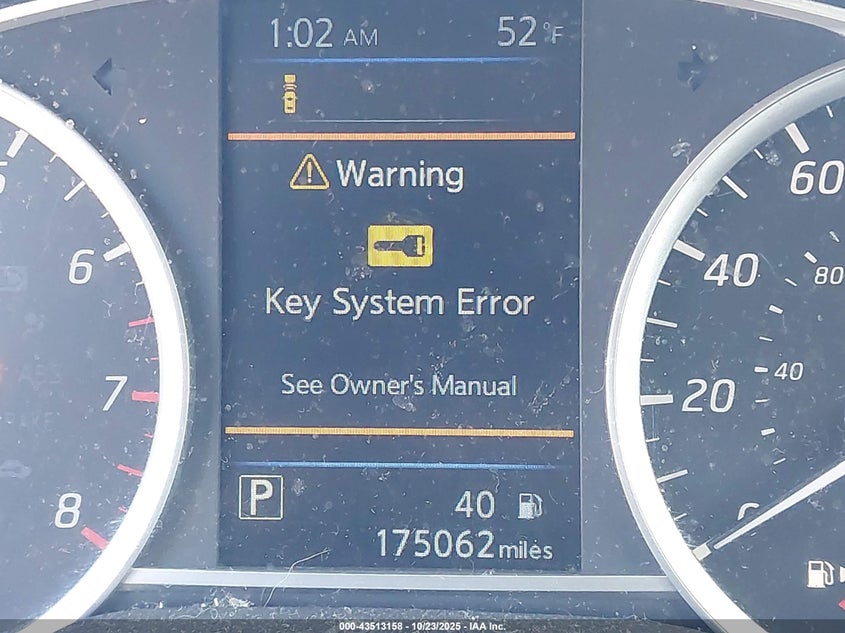 1:02 AM 52°F
Warning
Key System Error
See Owner's Manual
P 40
175062 miles
6
7
8
60
40
20
80
40
ABS
000-43513158 - 10/23/2025 - IAA Inc.